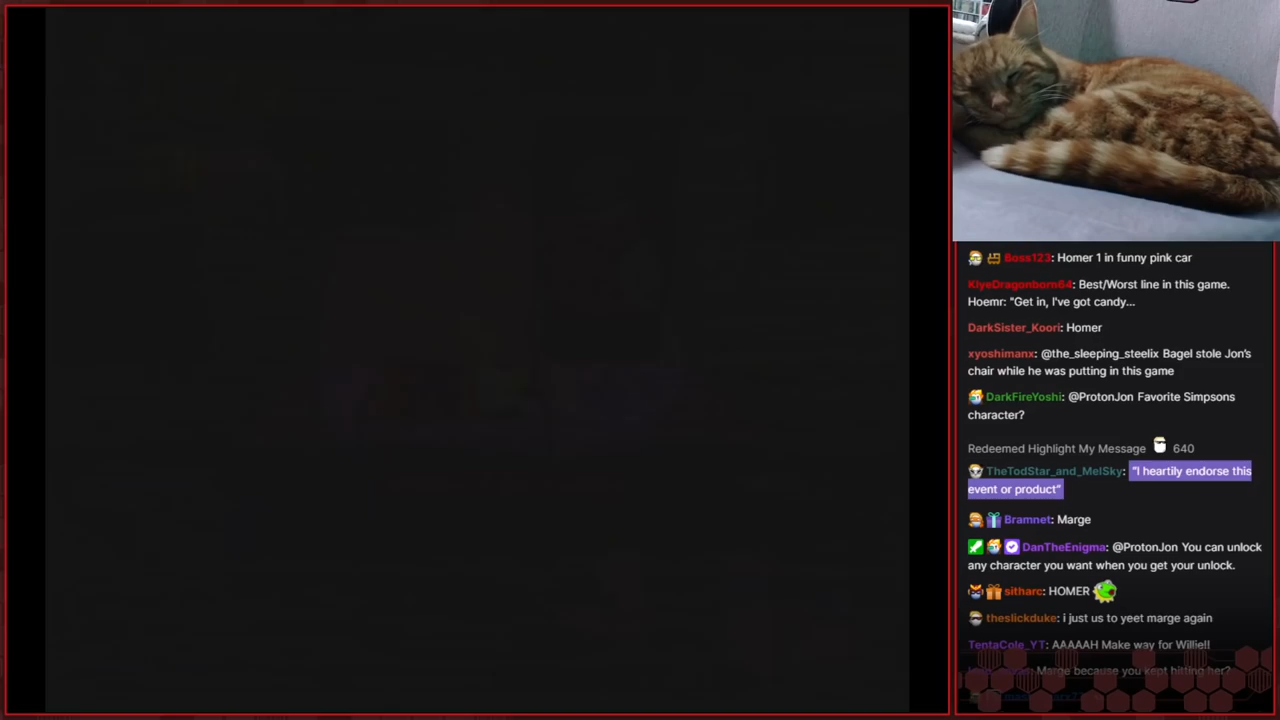 Boss123: Homer 1 in funny pink car
KlyeDragonborn64: Best/Worst line in this game.
Hoemr: "Get in, I've got candy...
DarkSister_Koori: Homer
xyoshimanx: @the_sleeping_steelix Bagel stole Jon's
chair while he was putting in this game
DarkFireYoshi: @ProtonJon Favorite Simpsons
character?
Redeemed Highlight My Message 640
TheTodStar_and_MelSky: "I heartily endorse this
event or product"
Bramnet: Marge
DanTheEnigma: @ProtonJon You can unlock
any character you want when you get your unlock.
sitharc: HOMER
theslickduke: i just us to yeet marge again
TentaCole_YT: AAAAAH Make way for Willie!!
Marge because you kept hitting her?